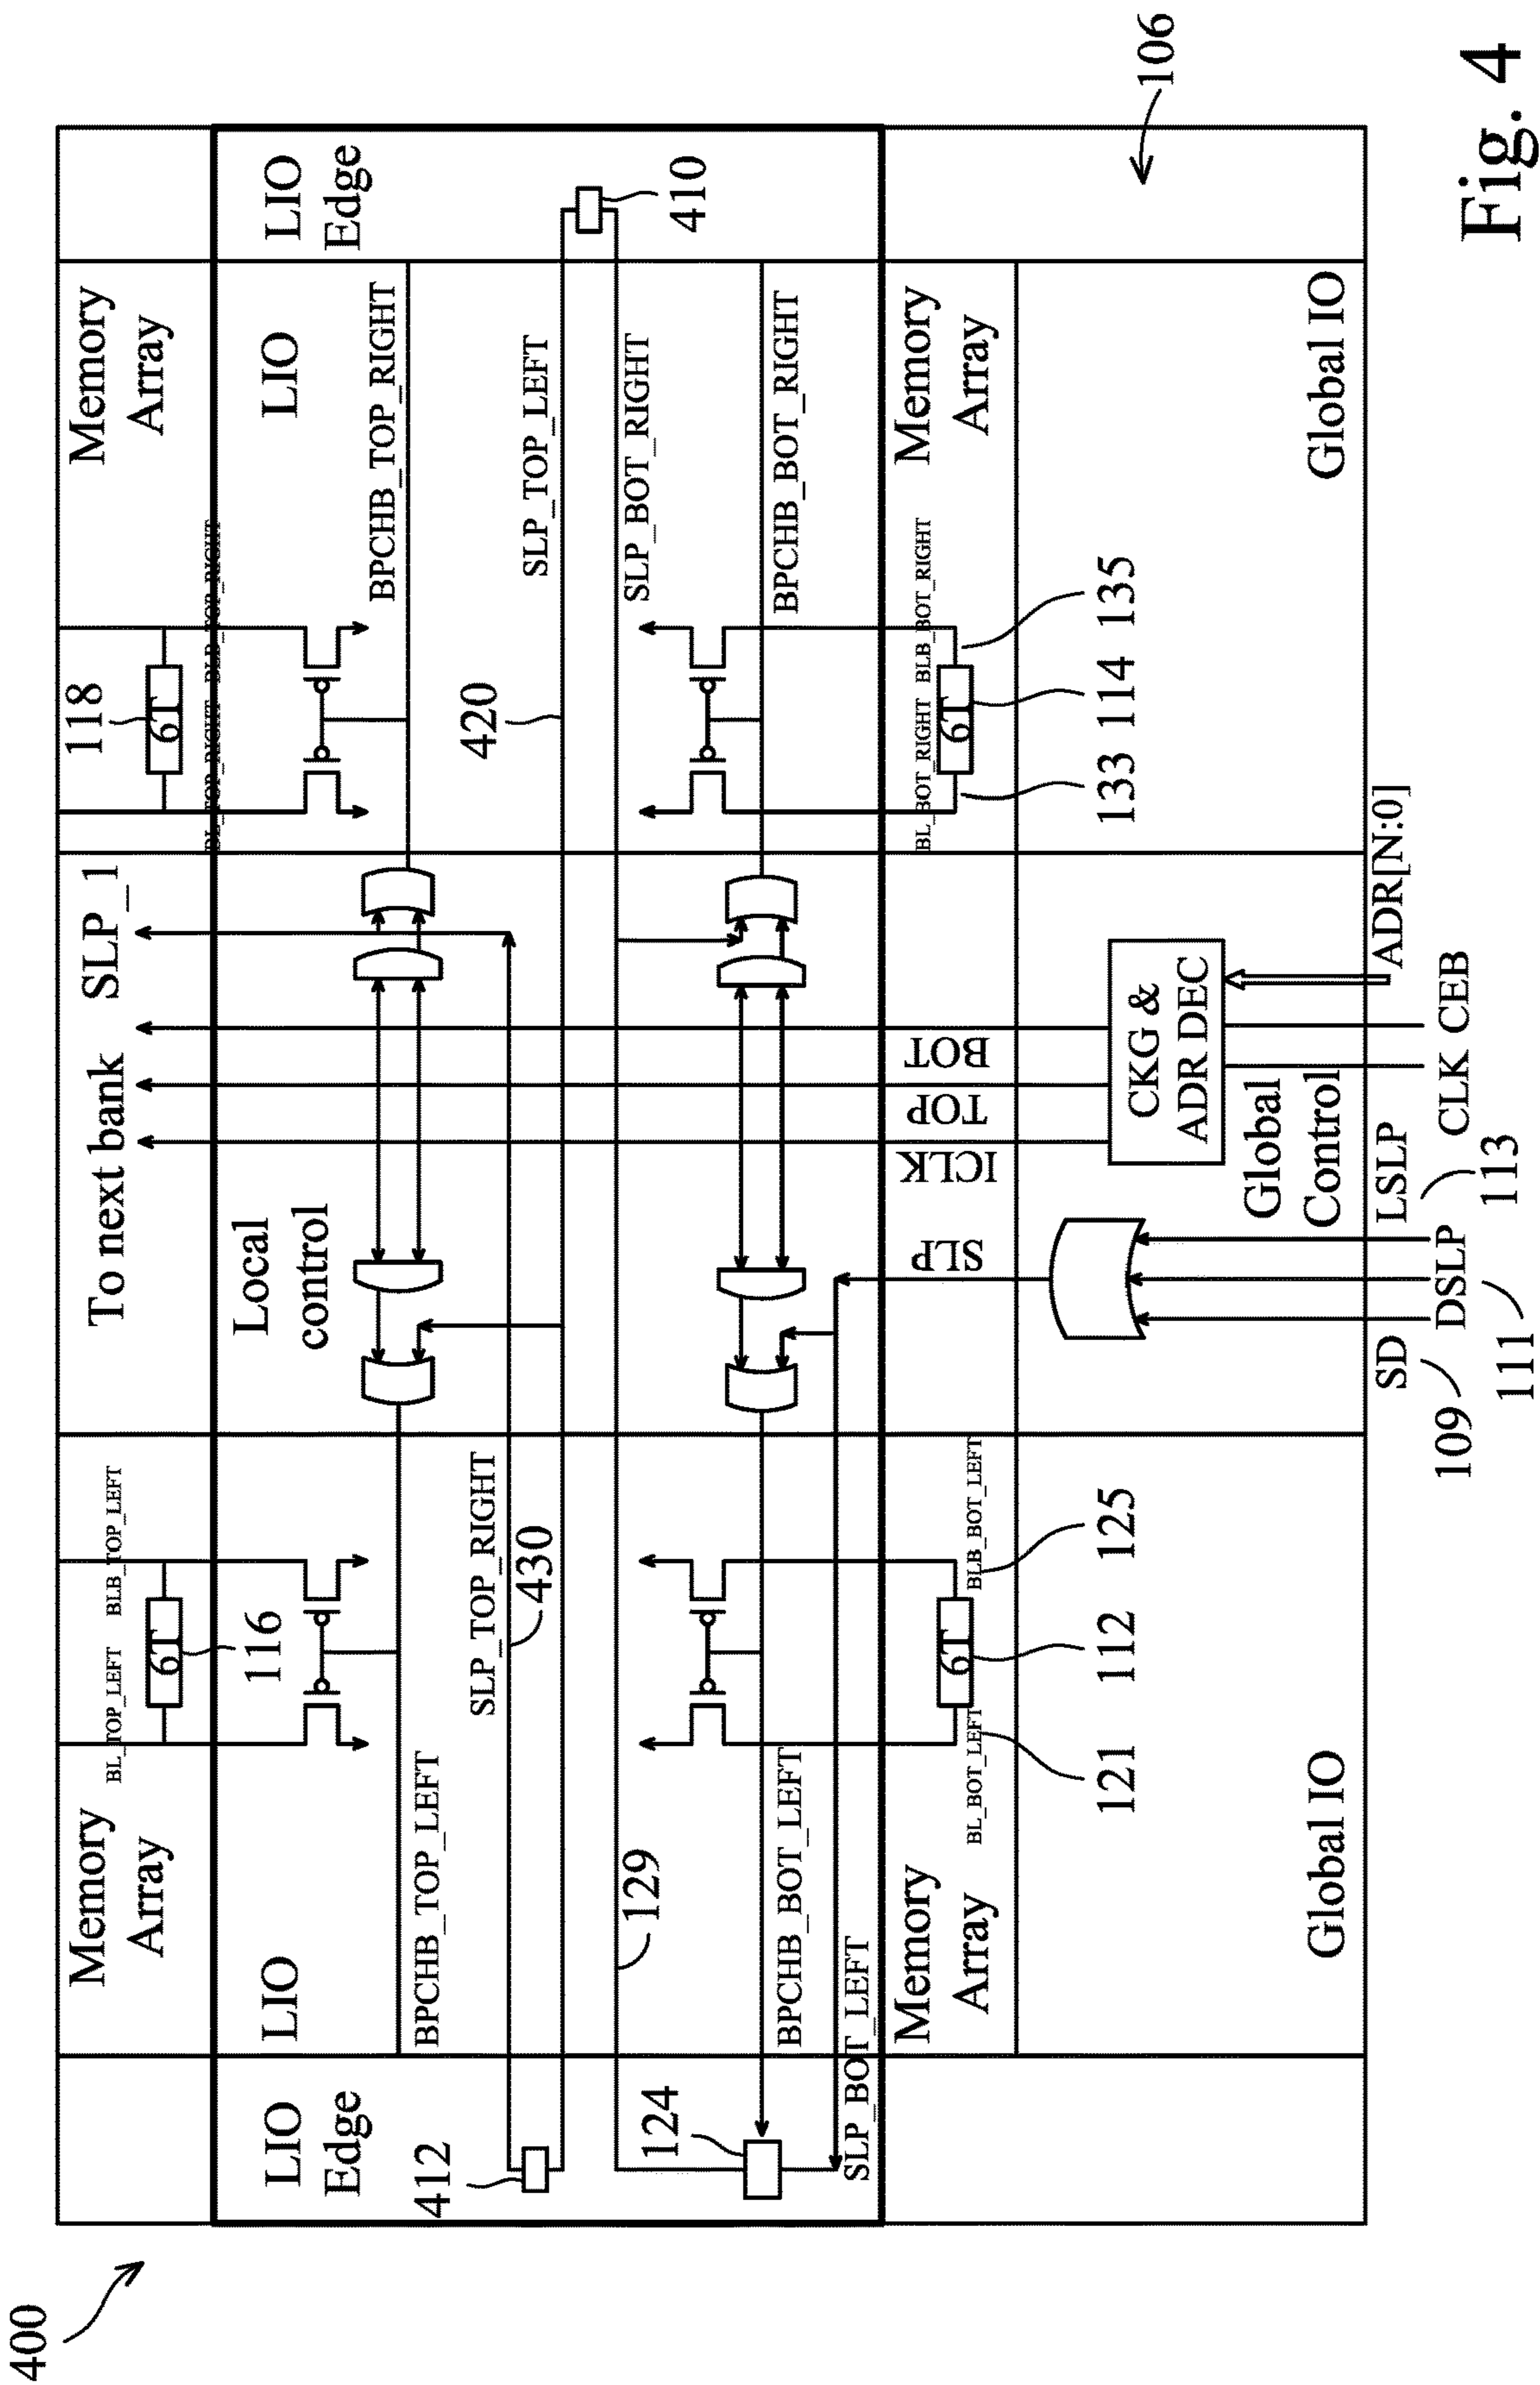 400
LIO
Edge
412
124
SLP_BOT_LEFT
Memory
Array
BL_TOP_LEFT
BLB_TOP_LEFT
6T
116
LIO
BPCHB_TOP_LEFT
SLP_TOP_RIGHT
430
129
BPCHB_BOT_LEFT
Memory
Array
BL_BOT_LEFT
BLB_BOT_LEFT
6T
121
112
125
Global IO
To next bank
SLP_1
Local
control
SLP
ICLK
TOP
BOT
CKG &
ADR DEC
Global
Control
SD
DSLP
LSLP
CLK
CEB
ADR[N:0]
109
111
113
Memory
Array
118
6T
BL_TOP_RIGHT
BLB_TOP_RIGHT
LIO
BPCHB_TOP_RIGHT
420
SLP_TOP_LEFT
SLP_BOT_RIGHT
BPCHB_BOT_RIGHT
Memory
Array
BL_BOT_RIGHT
BLB_BOT_RIGHT
6T
133
114
135
Global IO
LIO
Edge
410
106
Fig. 4